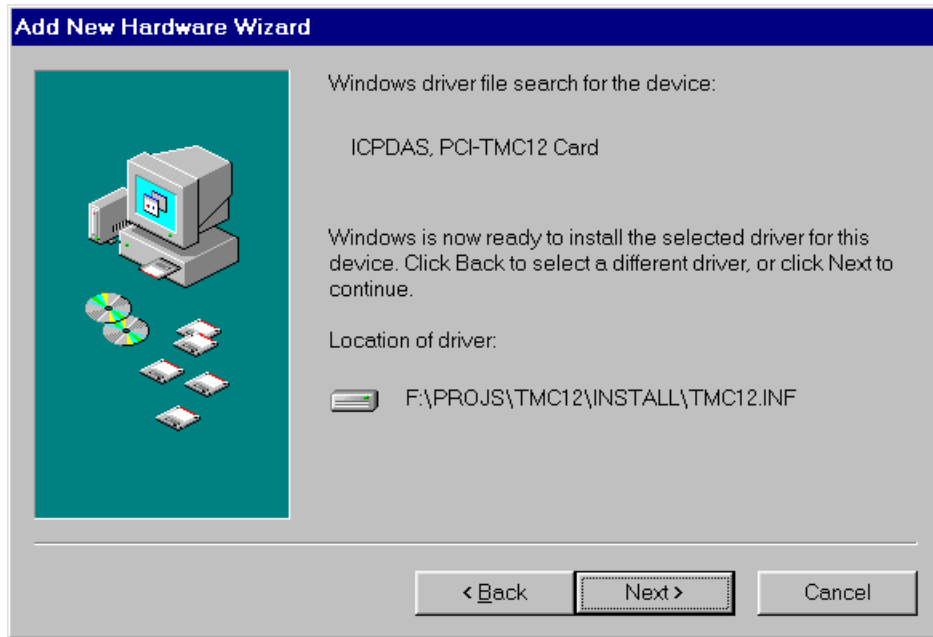 Add New Hardware Wizard
Windows driver file search for the device:
ICPDAS, PCI-TMC12 Card
Windows is now ready to install the selected driver for this
device. Click Back to select a different driver, or click Next to
continue.
Location of driver:
F:\PROJS\TMC12\INSTALL\TMC12.INF
< Back
Next >
Cancel